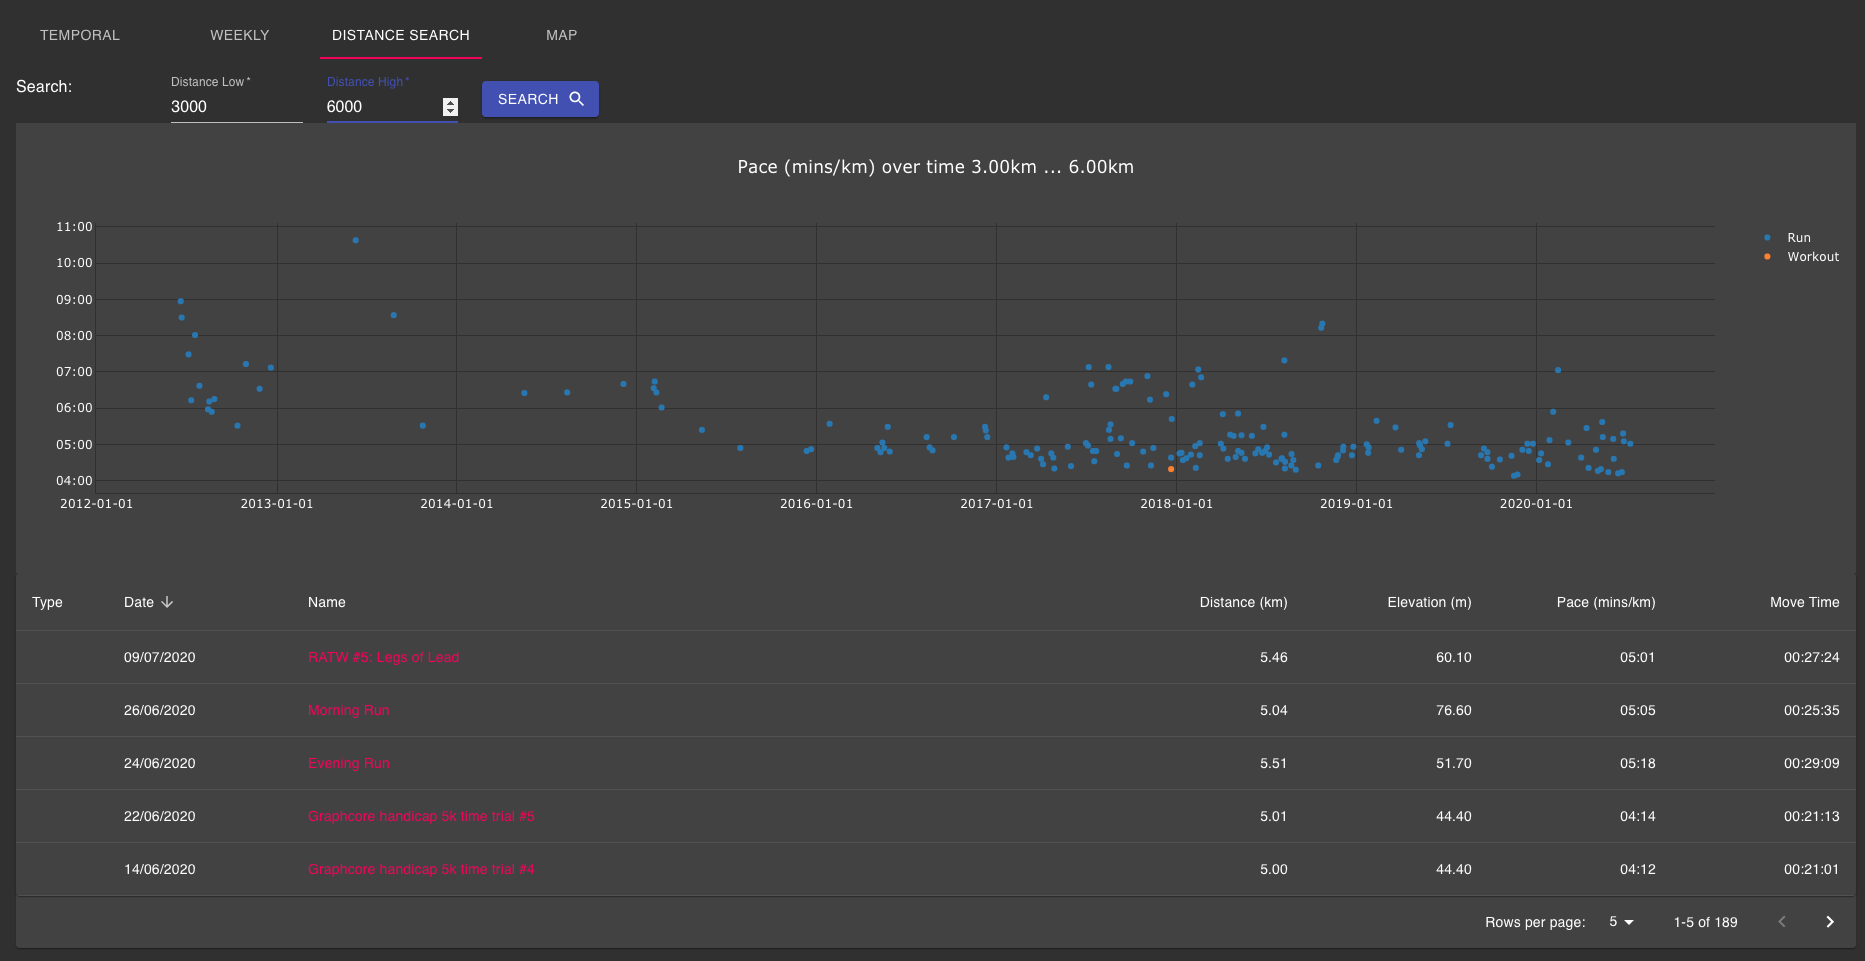 TEMPORAL WEEKLY DISTANCE SEARCH MAP
Search: Distance Low * 3000 Distance High * 6000 SEARCH
Pace (mins/km) over time 3.00km ... 6.00km
11:00
10:00
09:00
08:00
07:00
06:00
05:00
04:00
2012-01-01 2013-01-01 2014-01-01 2015-01-01 2016-01-01 2017-01-01 2018-01-01 2019-01-01 2020-01-01
Run
Workout
Type Date Name Distance (km) Elevation (m) Pace (mins/km) Move Time
09/07/2020 RATW #5: Legs of Lead 5.46 60.10 05:01 00:27:24
26/06/2020 Morning Run 5.04 76.60 05:05 00:25:35
24/06/2020 Evening Run 5.51 51.70 05:18 00:29:09
22/06/2020 Graphcore handicap 5k time trial #5 5.01 44.40 04:14 00:21:13
14/06/2020 Graphcore handicap 5k time trial #4 5.00 44.40 04:12 00:21:01
Rows per page: 5 1-5 of 189